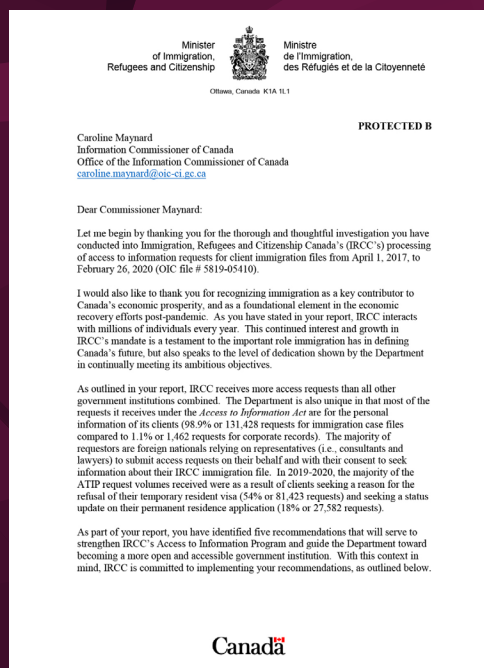 Minister
of Immigration,
Refugees and Citizenship
Ministre
de l'Immigration,
des Réfugiés et de la Citoyenneté
Ottawa, Canada K1A 1L1
PROTECTED B
Caroline Maynard
Information Commissioner of Canada
Office of the Information Commissioner of Canada
caroline.maynard@oic-ci.gc.ca
Dear Commissioner Maynard:
Let me begin by thanking you for the thorough and thoughtful investigation you have
conducted into Immigration, Refugees and Citizenship Canada's (IRCC's) processing
of access to information requests for client immigration files from April 1, 2017, to
February 26, 2020 (OIC file # 5819-05410).
I would also like to thank you for recognizing immigration as a key contributor to
Canada's economic prosperity, and as a foundational element in the economic
recovery efforts post-pandemic. As you have stated in your report, IRCC interacts
with millions of individuals every year. This continued interest and growth in
IRCC's mandate is a testament to the important role immigration has in defining
Canada's future, but also speaks to the level of dedication shown by the Department
in continually meeting its ambitious objectives.
As outlined in your report, IRCC receives more access requests than all other
government institutions combined. The Department is also unique in that most of the
requests it receives under the Access to Information Act are for the personal
information of its clients (98.9% or 131,428 requests for immigration case files
compared to 1.1% or 1,462 requests for corporate records). The majority of
requestors are foreign nationals relying on representatives (i.e., consultants and
lawyers) to submit access requests on their behalf and with their consent to seek
information about their IRCC immigration file. In 2019-2020, the majority of the
ATIP request volumes received were as a result of clients seeking a reason for the
refusal of their temporary resident visa (54% or 81,423 requests) and seeking a status
update on their permanent residence application (18% or 27,582 requests).
As part of your report, you have identified five recommendations that will serve to
strengthen IRCC's Access to Information Program and guide the Department toward
becoming a more open and accessible government institution. With this context in
mind, IRCC is committed to implementing your recommendations, as outlined below.
Canada